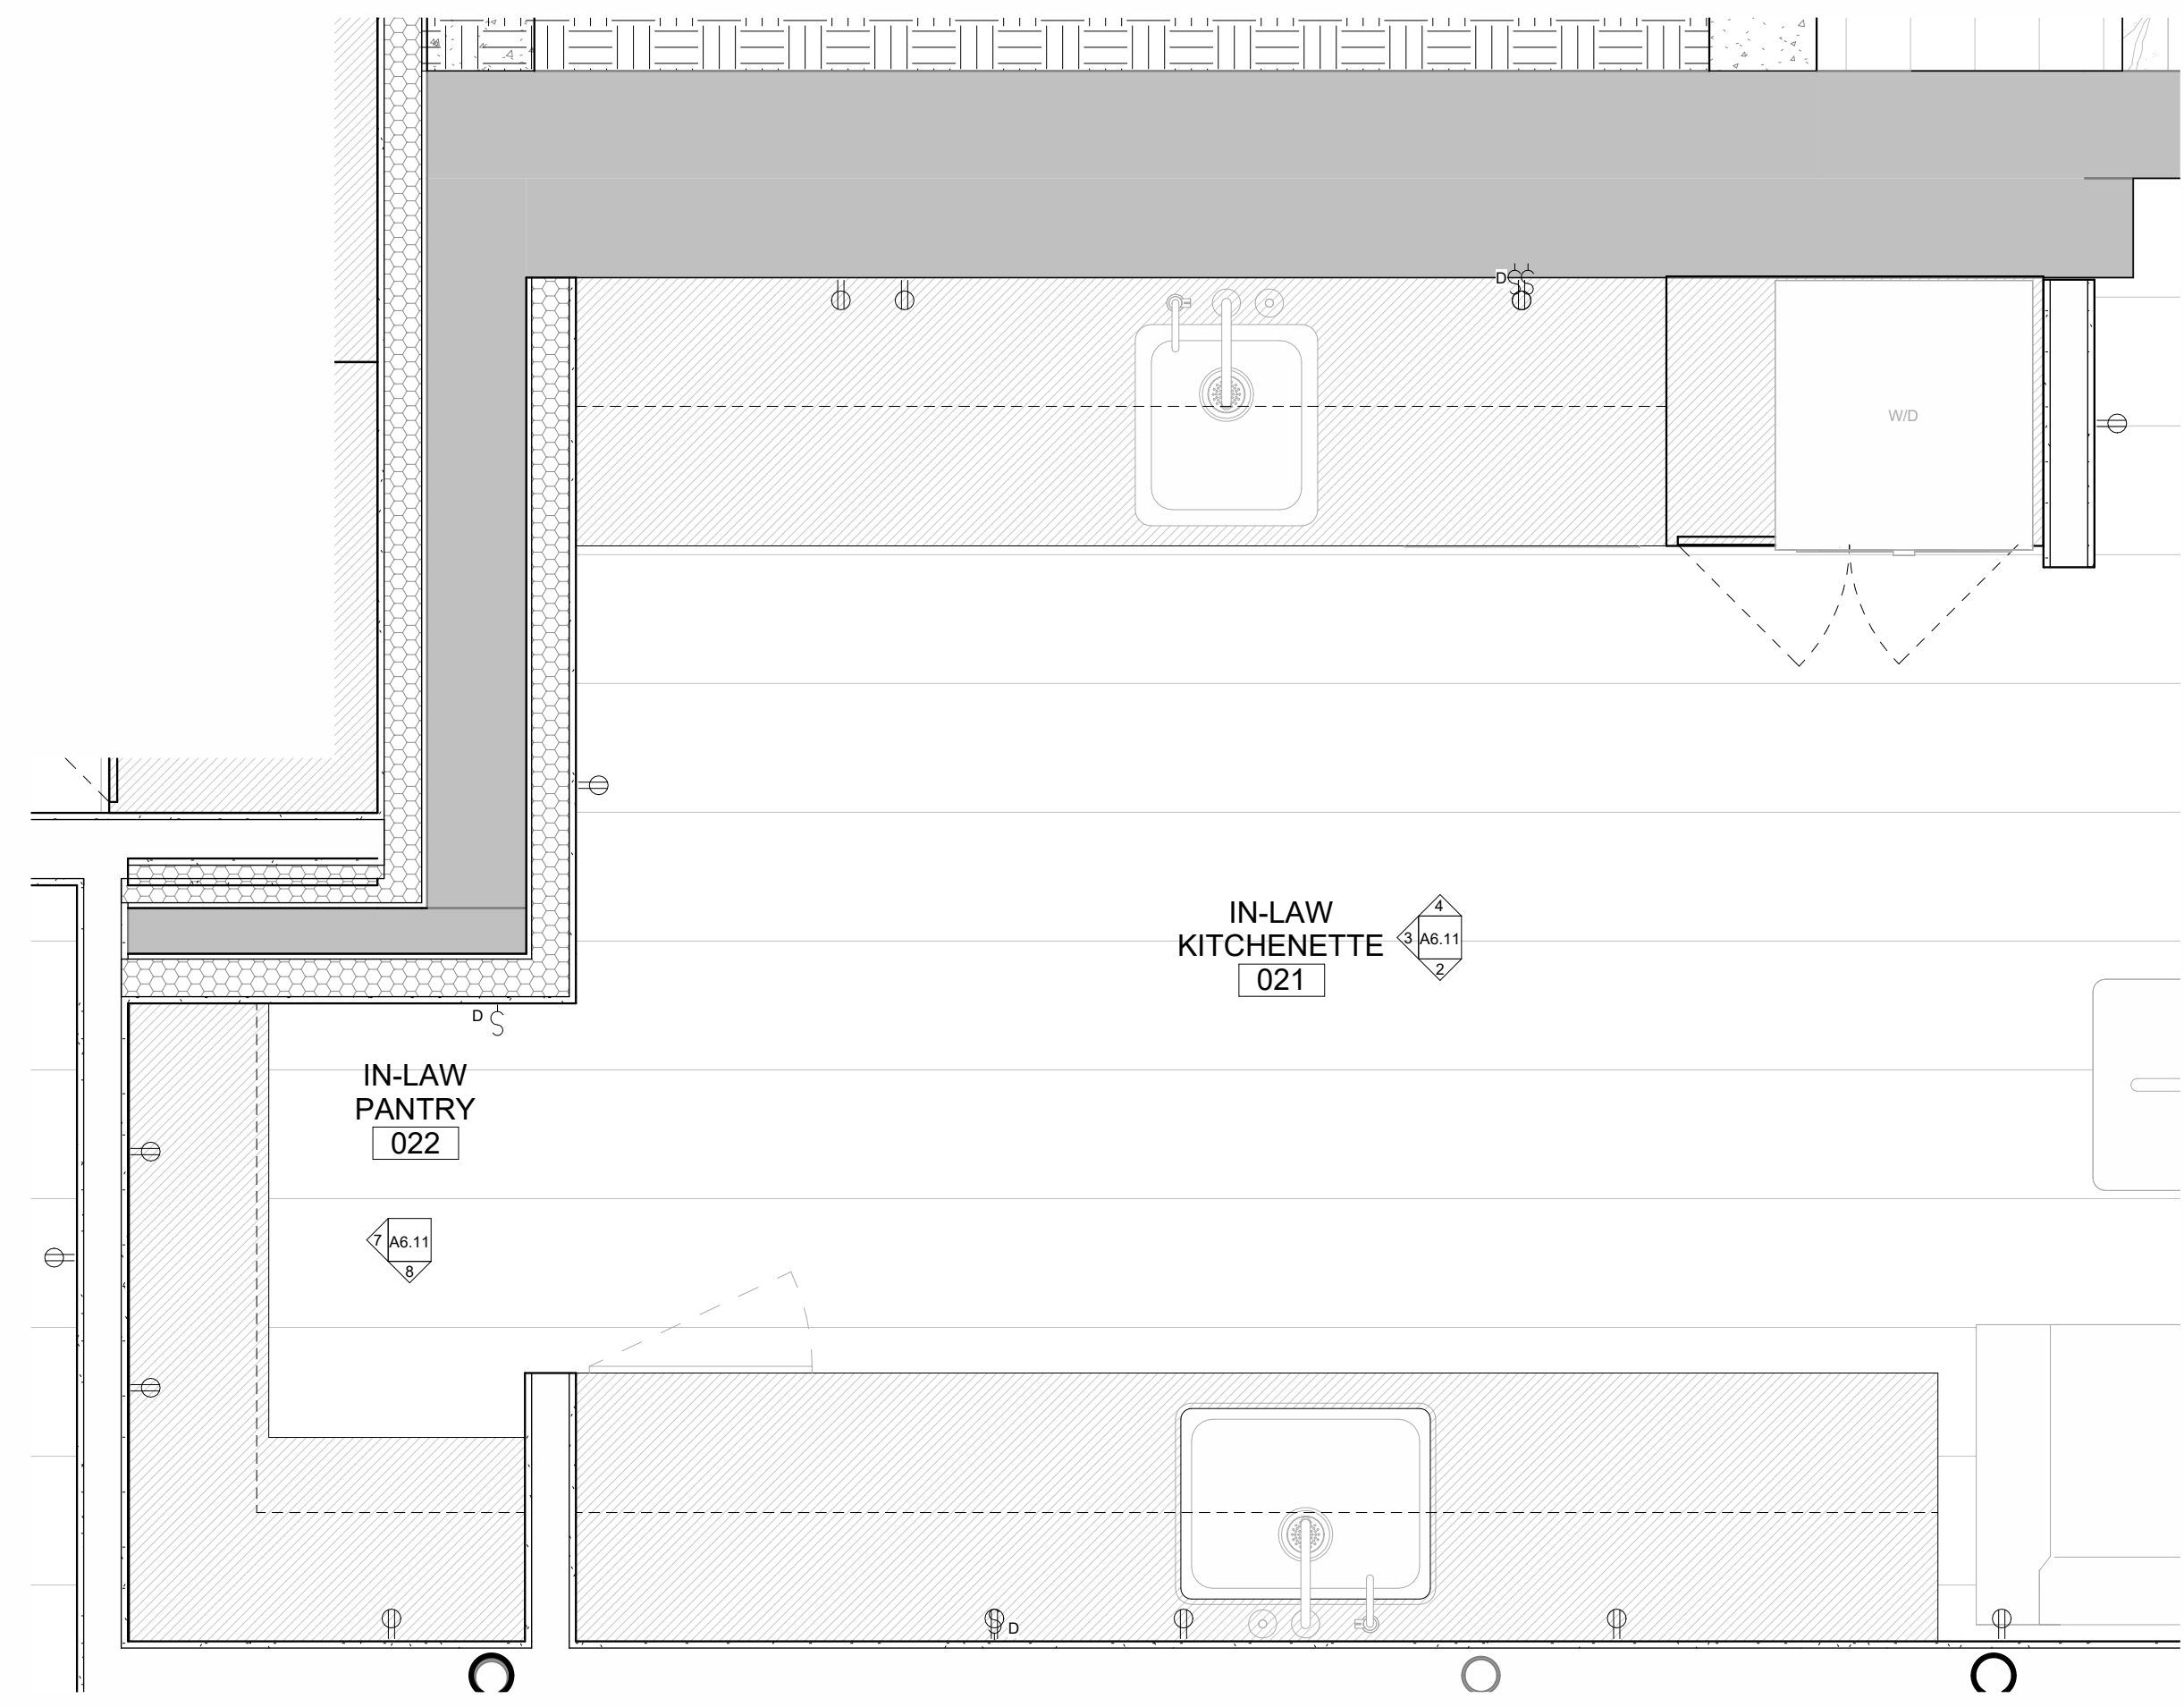 D
W/D
IN-LAW
KITCHENETTE
021
4
3 A6.11
2
D
IN-LAW
PANTRY
022
7 A6.11
8
D